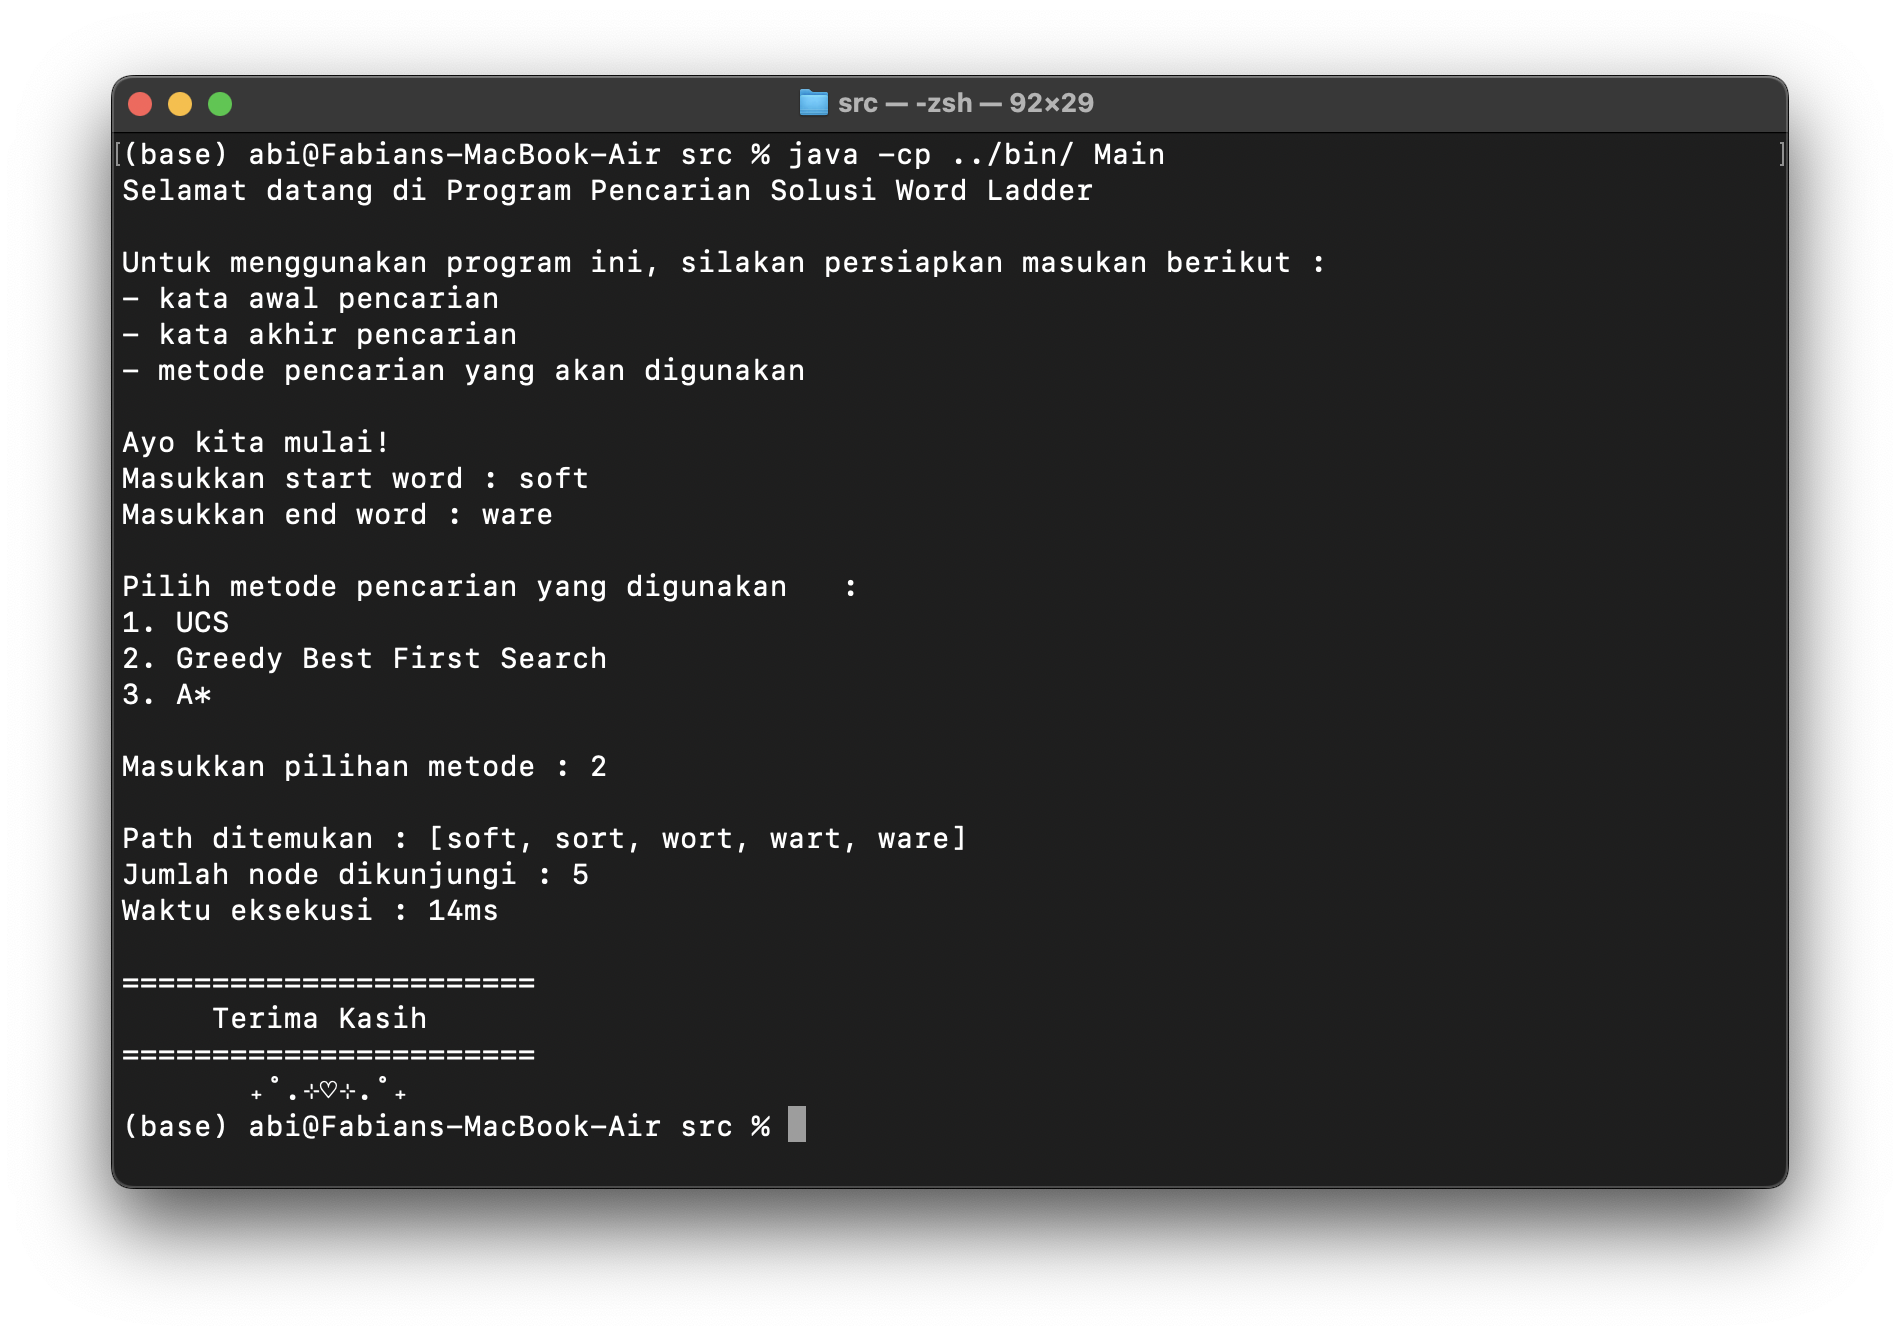 src — -zsh — 92×29
(base) abi@Fabians-MacBook-Air src % java -cp ../bin/ Main
Selamat datang di Program Pencarian Solusi Word Ladder
Untuk menggunakan program ini, silakan persiapkan masukan berikut :
- kata awal pencarian
- kata akhir pencarian
- metode pencarian yang akan digunakan
Ayo kita mulai!
Masukkan start word : soft
Masukkan end word : ware
Pilih metode pencarian yang digunakan   :
1. UCS
2. Greedy Best First Search
3. A*
Masukkan pilihan metode : 2
Path ditemukan : [soft, sort, wort, wart, ware]
Jumlah node dikunjungi : 5
Waktu eksekusi : 14ms
=======================
Terima Kasih
=======================
₊˚.⊹♡⊹.˚₊
(base) abi@Fabians-MacBook-Air src %